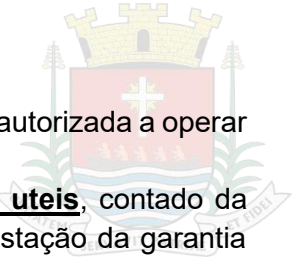 autorizada a operar
uteis, contado da
stação da garantia